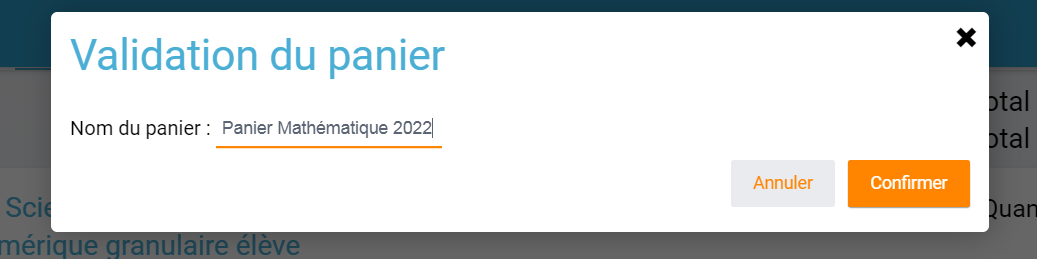 Validation du panier
Nom du panier : Panier Mathématique 2022
Annuler Confirmer
otal
otal
Scie
Quan
mérique granulaire élève